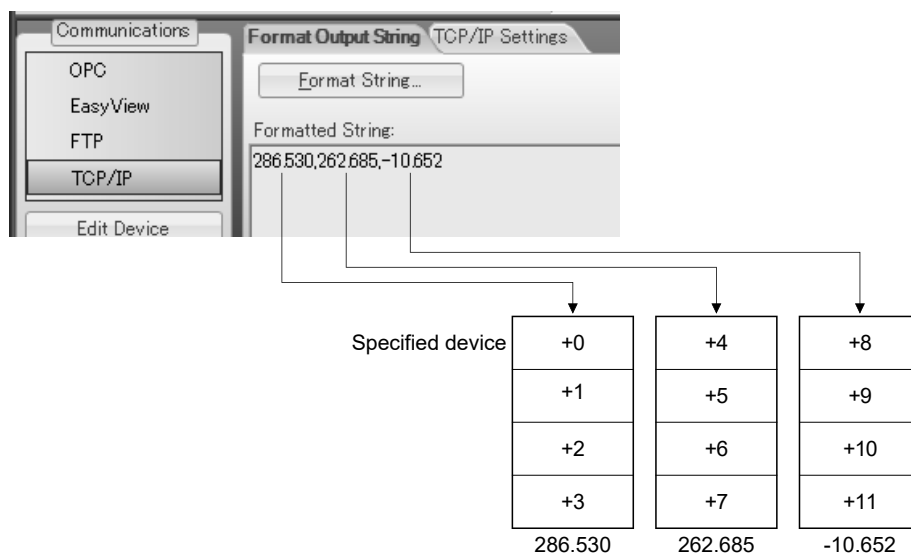 Communications
OPC
EasyView
FTP
TCP/IP
Edit Device
Format Output String
TCP/IP Settings
Format String...
Formatted String:
286.530,262.685,-10.652
Specified device
+0
+4
+8
+1
+5
+9
+2
+6
+10
+3
+7
+11
286.530
262.685
-10.652